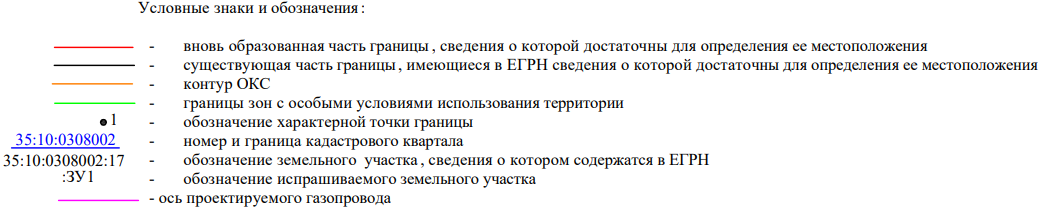 Условные знаки и обозначения:
- вновь образованная часть границы, сведения о которой достаточны для определения ее местоположения
- существующая часть границы, имеющиеся в ЕГРН сведения о которой достаточны для определения ее местоположения
- контур ОКС
- границы зон с особыми условиями использования территории
1 - обозначение характерной точки границы
35:10:0308002 - номер и граница кадастрового квартала
35:10:0308002:17 - обозначение земельного участка, сведения о котором содержатся в ЕГРН
:ЗУ1 - обозначение испрашиваемого земельного участка
- ось проектируемого газопровода